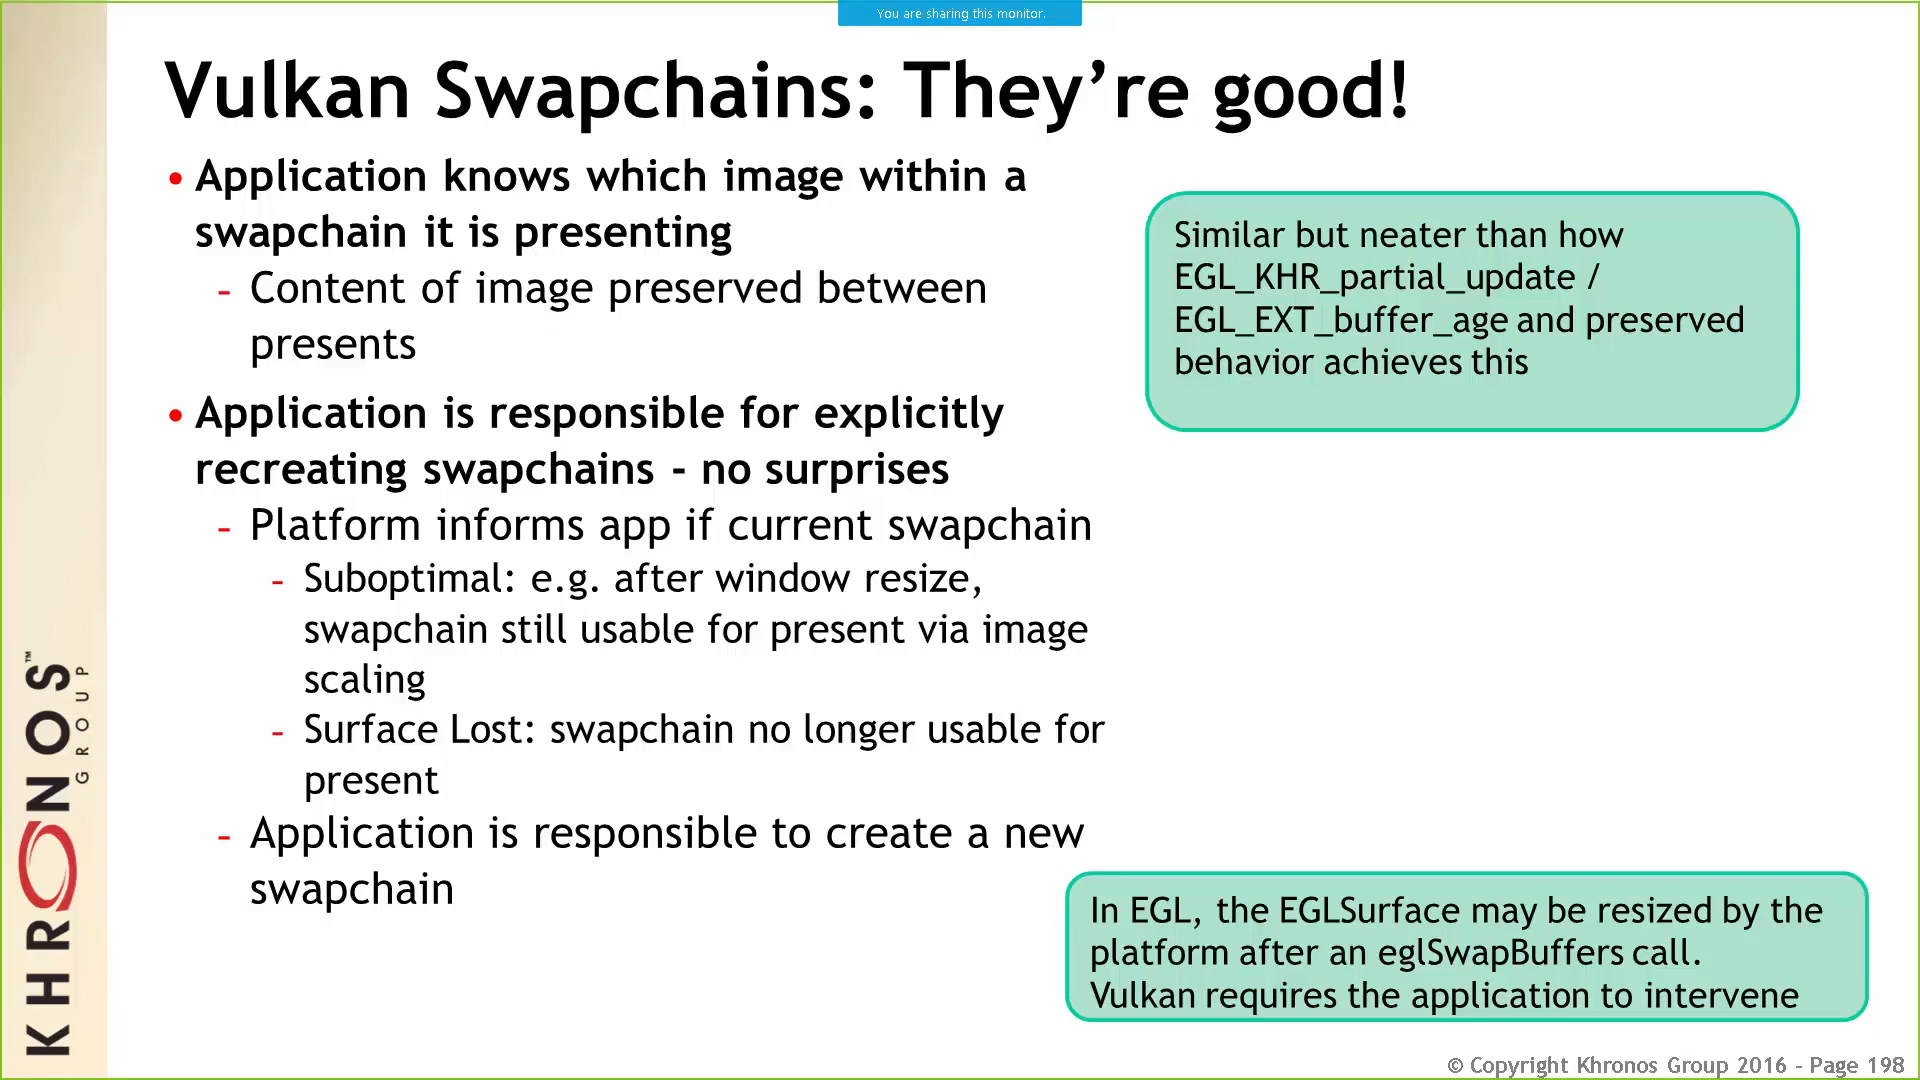 You are sharing this monitor.
Vulkan Swapchains: They’re good!
• Application knows which image within a
swapchain it is presenting
- Content of image preserved between
presents
• Application is responsible for explicitly
recreating swapchains - no surprises
- Platform informs app if current swapchain
- Suboptimal: e.g. after window resize,
swapchain still usable for present via image
scaling
- Surface Lost: swapchain no longer usable for
present
- Application is responsible to create a new
swapchain
Similar but neater than how
EGL_KHR_partial_update /
EGL_EXT_buffer_age and preserved
behavior achieves this
In EGL, the EGLSurface may be resized by the
platform after an eglSwapBuffers call.
Vulkan requires the application to intervene
KHRONOS™
GROUP
© Copyright Khronos Group 2016 - Page 198